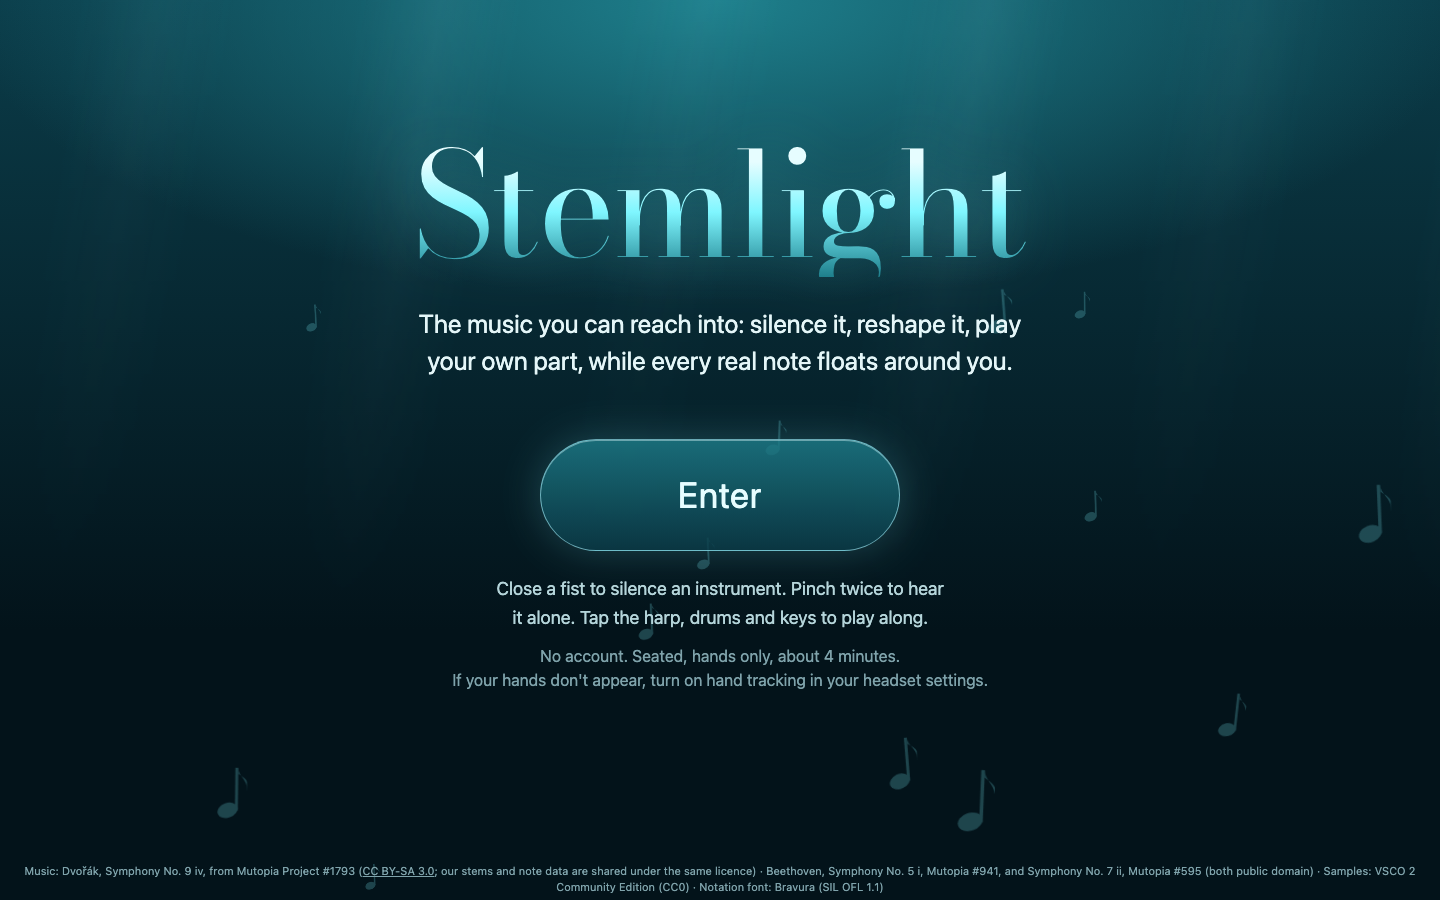 Stemlight
The music you can reach into: silence it, reshape it, play
your own part, while every real note floats around you.
Enter
Close a fist to silence an instrument. Pinch twice to hear
it alone. Tap the harp, drums and keys to play along.
No account. Seated, hands only, about 4 minutes.
If your hands don't appear, turn on hand tracking in your headset settings.
Music: Dvořák, Symphony No. 9 iv, from Mutopia Project #1793 (CC BY-SA 3.0; our stems and note data are shared under the same licence) · Beethoven, Symphony No. 5 i, Mutopia #941, and Symphony No. 7 ii, Mutopia #595 (both public domain) · Samples: VSCO 2
Community Edition (CC0) · Notation font: Bravura (SIL OFL 1.1)